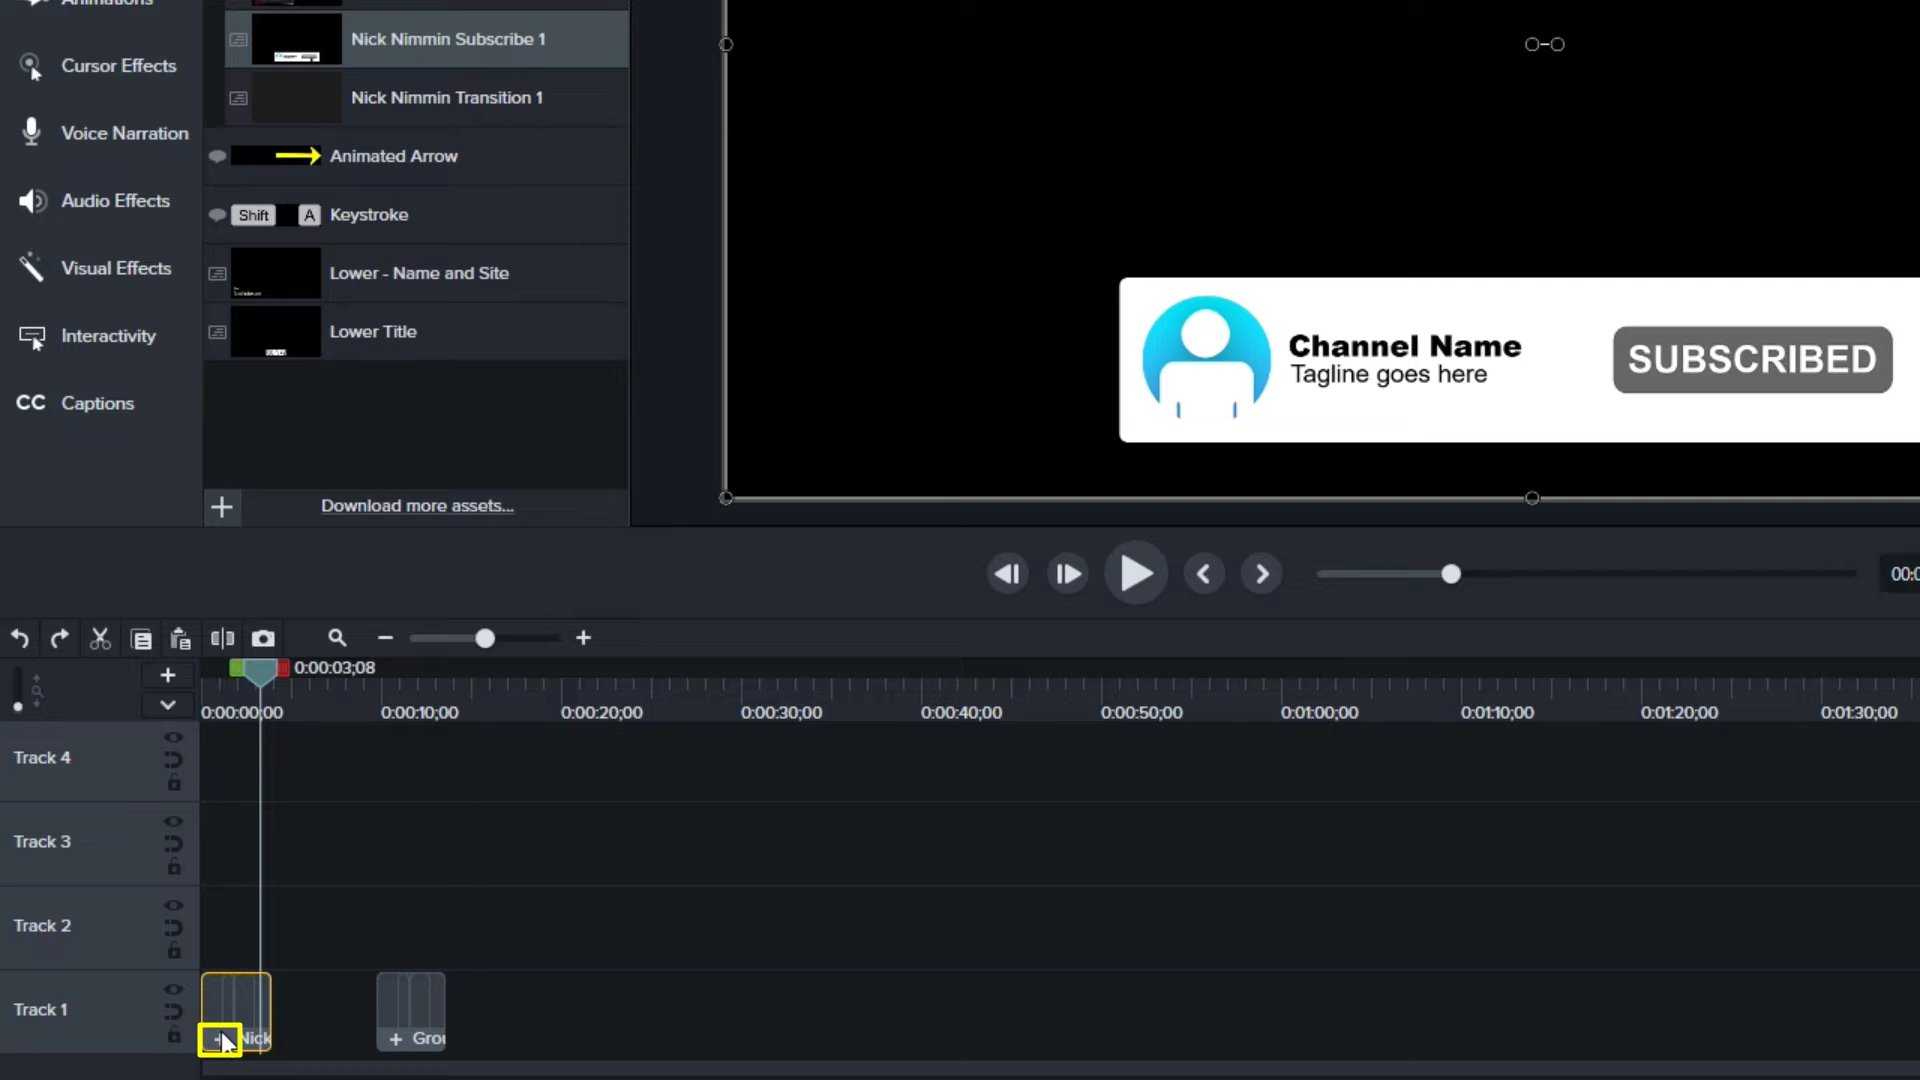 Animations
Nick Nimmin Subscribe 1
Cursor Effects
Nick Nimmin Transition 1
Voice Narration
Animated Arrow
Audio Effects
Shift A Keystroke
Visual Effects
Lower - Name and Site
Interactivity
Lower Title
CC Captions
Channel Name
Tagline goes here
SUBSCRIBED
Download more assets...
00:0
0:00:03;08
0:00:00;00 0:00:10;00 0:00:20;00 0:00:30;00 0:00:40;00 0:00:50;00 0:01:00;00 0:01:10;00 0:01:20;00 0:01:30;00
Track 4
Track 3
Track 2
Track 1
Nick
Grou